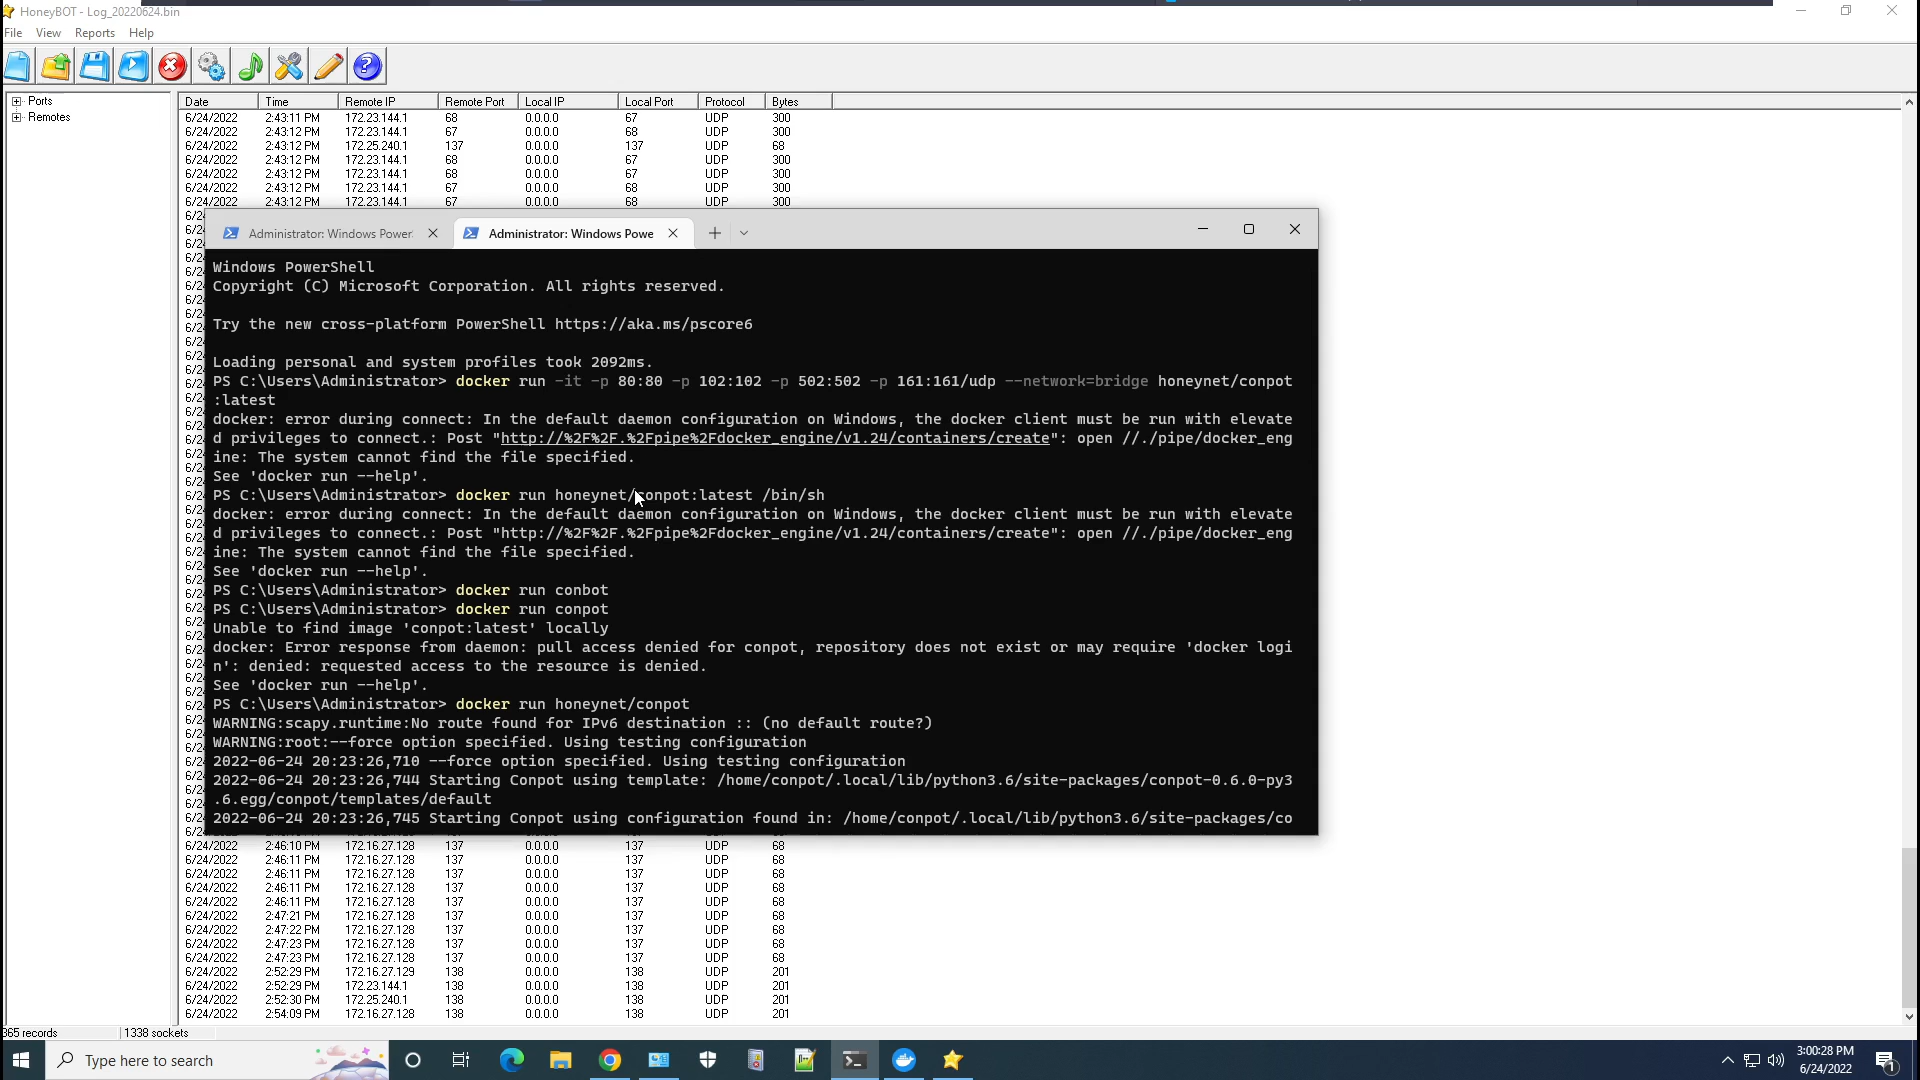 HoneyBOT - Log_20220624.bin
File View Reports Help
Ports
Remotes
Date Time Remote IP Remote Port Local IP Local Port Protocol Bytes
6/24/2022 2:43:11 PM 172.23.144.1 68 0.0.0.0 67 UDP 300
6/24/2022 2:43:12 PM 172.23.144.1 67 0.0.0.0 68 UDP 300
6/24/2022 2:43:12 PM 172.25.240.1 137 0.0.0.0 137 UDP 68
6/24/2022 2:43:12 PM 172.23.144.1 68 0.0.0.0 67 UDP 300
6/24/2022 2:43:12 PM 172.23.144.1 68 0.0.0.0 67 UDP 300
6/24/2022 2:43:12 PM 172.23.144.1 67 0.0.0.0 68 UDP 300
6/24/2022 2:43:12 PM 172.23.144.1 67 0.0.0.0 68 UDP 300
Administrator: Windows Power
Administrator: Windows Powe
Windows PowerShell
Copyright (C) Microsoft Corporation. All rights reserved.
Try the new cross-platform PowerShell https://aka.ms/pscore6
Loading personal and system profiles took 2092ms.
PS C:\Users\Administrator> docker run -it -p 80:80 -p 102:102 -p 502:502 -p 161:161/udp --network=bridge honeynet/conpot
:latest
docker: error during connect: In the default daemon configuration on Windows, the docker client must be run with elevate
d privileges to connect.: Post "http://%2F%2F.%2Fpipe%2Fdocker_engine/v1.24/containers/create": open //./pipe/docker_eng
ine: The system cannot find the file specified.
See 'docker run --help'.
PS C:\Users\Administrator> docker run honeynet/conpot:latest /bin/sh
docker: error during connect: In the default daemon configuration on Windows, the docker client must be run with elevate
d privileges to connect.: Post "http://%2F%2F.%2Fpipe%2Fdocker_engine/v1.24/containers/create": open //./pipe/docker_eng
ine: The system cannot find the file specified.
See 'docker run --help'.
PS C:\Users\Administrator> docker run conbot
PS C:\Users\Administrator> docker run conpot
Unable to find image 'conpot:latest' locally
docker: Error response from daemon: pull access denied for conpot, repository does not exist or may require 'docker logi
n': denied: requested access to the resource is denied.
See 'docker run --help'.
PS C:\Users\Administrator> docker run honeynet/conpot
WARNING:scapy.runtime:No route found for IPv6 destination :: (no default route?)
WARNING:root:--force option specified. Using testing configuration
2022-06-24 20:23:26,710 --force option specified. Using testing configuration
2022-06-24 20:23:26,744 Starting Conpot using template: /home/conpot/.local/lib/python3.6/site-packages/conpot-0.6.0-py3
.6.egg/conpot/templates/default
2022-06-24 20:23:26,745 Starting Conpot using configuration found in: /home/conpot/.local/lib/python3.6/site-packages/co
6/24/2022 2:46:10 PM 172.16.27.128 137 0.0.0.0 137 UDP 68
6/24/2022 2:46:11 PM 172.16.27.128 137 0.0.0.0 137 UDP 68
6/24/2022 2:46:11 PM 172.16.27.128 137 0.0.0.0 137 UDP 68
6/24/2022 2:46:11 PM 172.16.27.128 137 0.0.0.0 137 UDP 68
6/24/2022 2:46:11 PM 172.16.27.128 137 0.0.0.0 137 UDP 68
6/24/2022 2:47:21 PM 172.16.27.128 137 0.0.0.0 137 UDP 68
6/24/2022 2:47:22 PM 172.16.27.128 137 0.0.0.0 137 UDP 68
6/24/2022 2:47:23 PM 172.16.27.128 137 0.0.0.0 137 UDP 68
6/24/2022 2:47:23 PM 172.16.27.128 137 0.0.0.0 137 UDP 68
6/24/2022 2:52:29 PM 172.16.27.129 138 0.0.0.0 138 UDP 201
6/24/2022 2:52:29 PM 172.23.144.1 138 0.0.0.0 138 UDP 201
6/24/2022 2:52:30 PM 172.25.240.1 138 0.0.0.0 138 UDP 201
6/24/2022 2:54:09 PM 172.16.27.128 138 0.0.0.0 138 UDP 201
365 records 1338 sockets
Type here to search
3:00:28 PM
6/24/2022
1